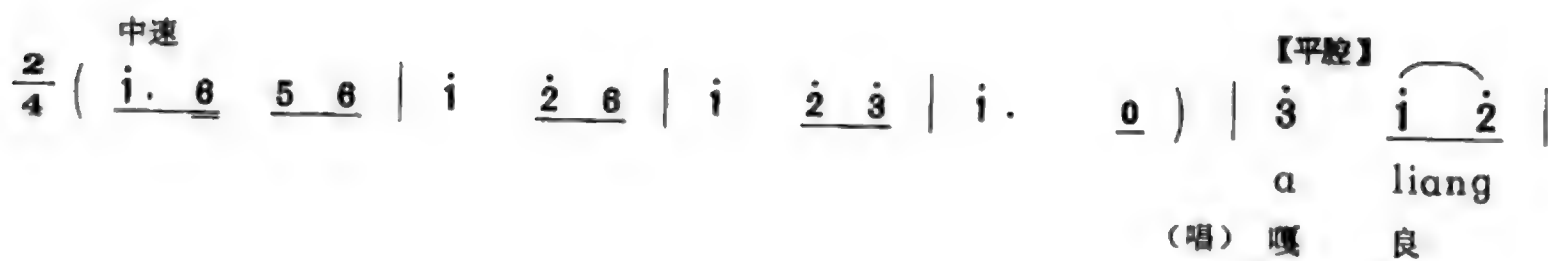 中速
【平腔】
2/4 ( i̇. 6 5 6 | i̇ 2̇ 6 | i̇ 2̇ 3̇ | i̇. 0 ) | 3̇ i̇ 2̇ |
a liang
(唱) 嘎 良